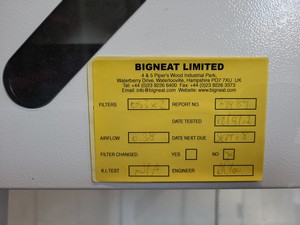 BIGNEAT LIMITED
4 & 5 Piper's Wood Industrial Park,
Waterberry Drive, Waterlooville, Hampshire PO7 7XU UK
Tel: +44 (0)23 9226 6400 Fax: +44 (0)23 9226 3373
Email: info@bigneat.com Website: www.bigneat.com
FILTERS REPORT NO.
DATE TESTED
AIRFLOW DATE NEXT DUE
FILTER CHANGED: YES NO
K.I. TEST N/A ENGINEER